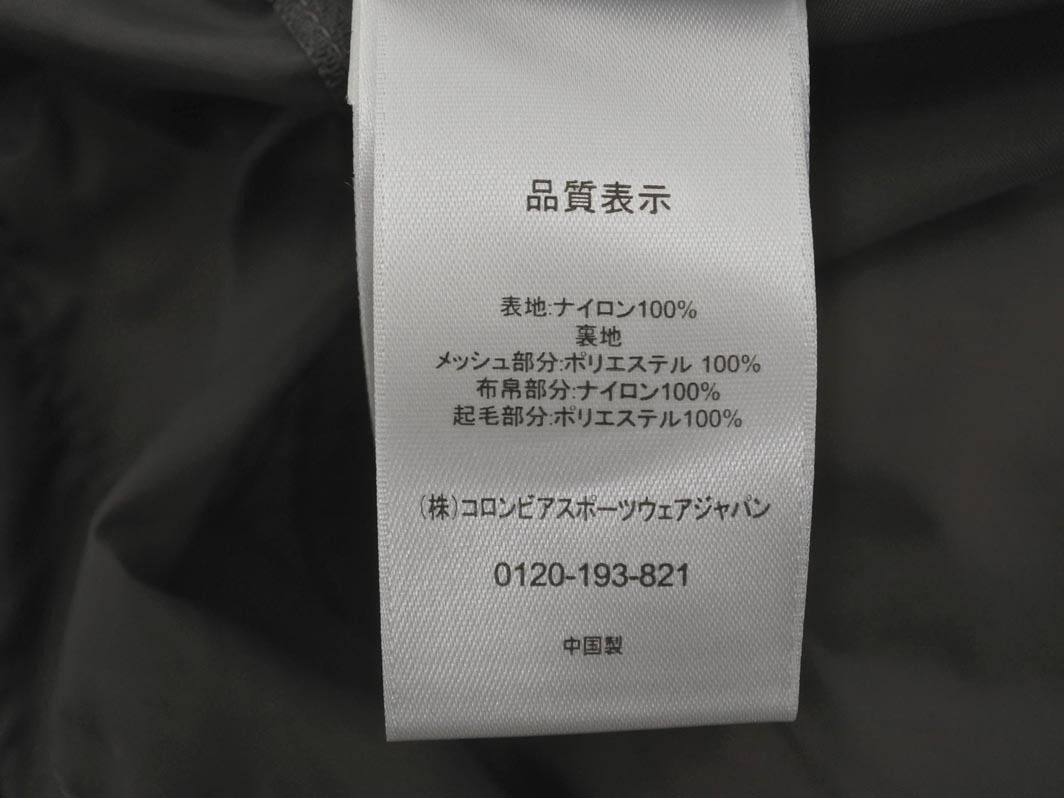 品質表示
表地:ナイロン100%
裏地
メッシュ部分:ポリエステル 100%
布帛部分:ナイロン100%
起毛部分:ポリエステル100%
(株)コロンビアスポーツウェアジャパン
0120-193-821
中国製